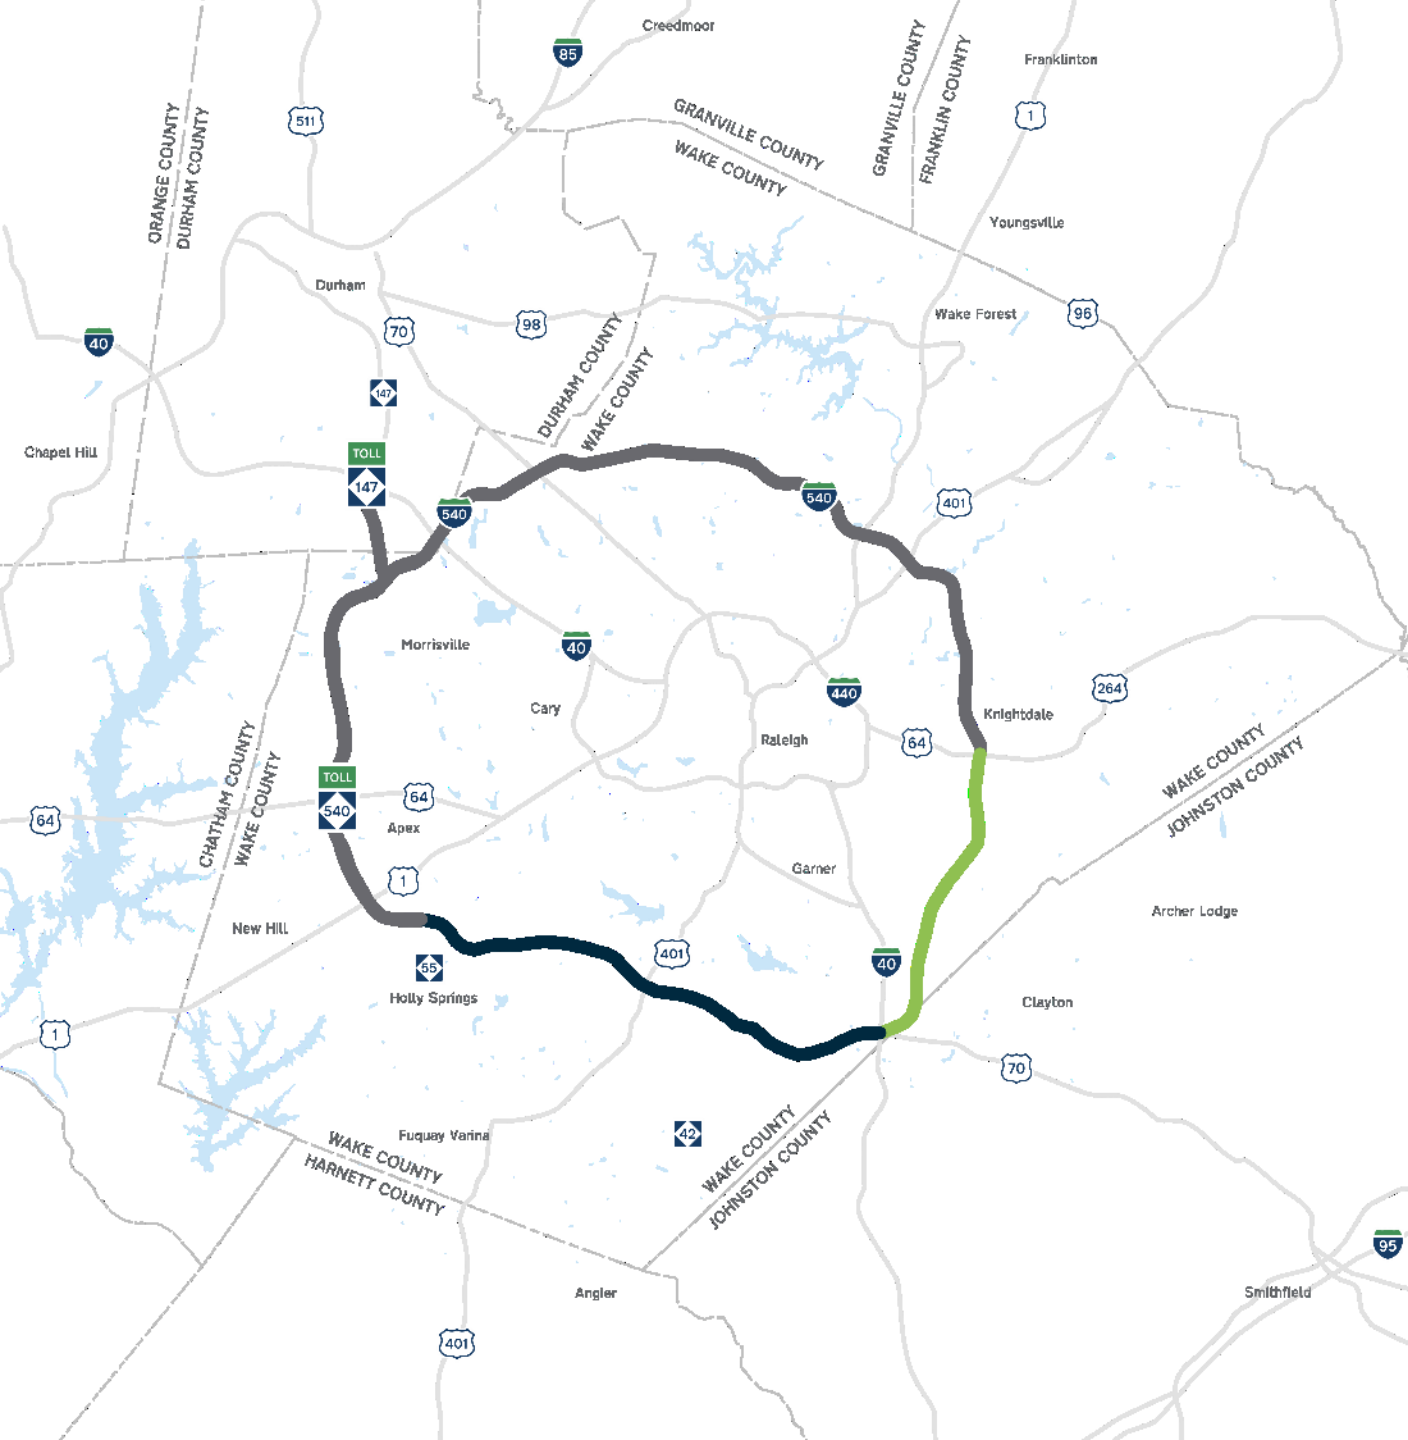 Creedmoor
85
Franklinton
511
1
ORANGE COUNTY
DURHAM COUNTY
GRANVILLE COUNTY
WAKE COUNTY
GRANVILLE COUNTY
FRANKLIN COUNTY
Youngsville
Durham
70
98
Wake Forest
96
40
147
DURHAM COUNTY
WAKE COUNTY
Chapel Hill
TOLL
147
540
540
401
Morrisville
40
440
264
Cary
Knightdale
Raleigh
64
CHATHAM COUNTY
WAKE COUNTY
WAKE COUNTY
JOHNSTON COUNTY
TOLL
540
64
64
Apex
Garner
1
Archer Lodge
New Hill
401
40
55
Holly Springs
Clayton
1
70
Fuquay Varina
42
WAKE COUNTY
HARNETT COUNTY
WAKE COUNTY
JOHNSTON COUNTY
95
Angier
Smithfield
401